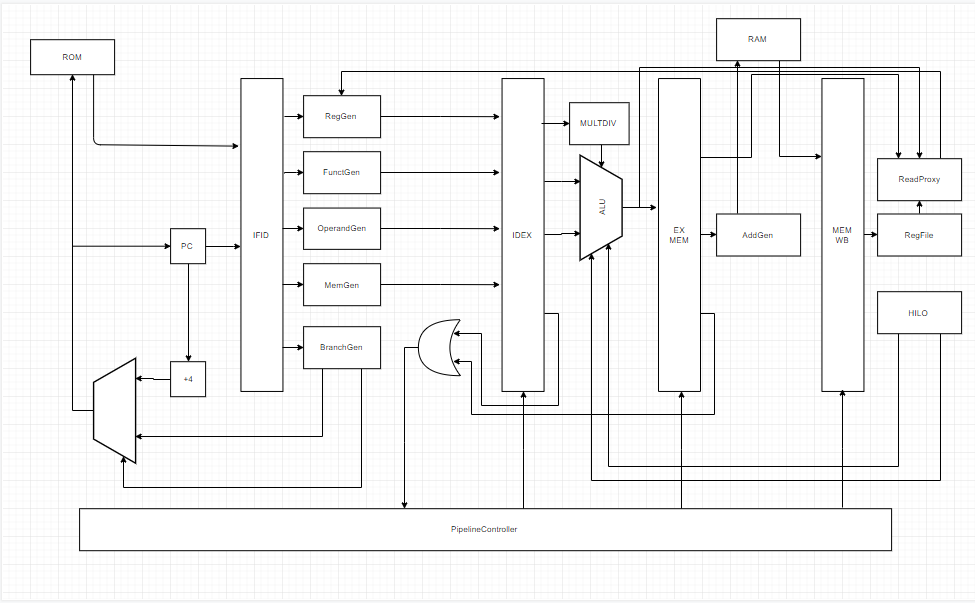 RAM
ROM
RegGen
MULTDIV
FunctGen
ReadProxy
ALU
OperandGen
IFID
IDEX
EX
MEM
AddGen
MEM
WB
RegFile
PC
MemGen
HILO
BranchGen
+4
PipelineController